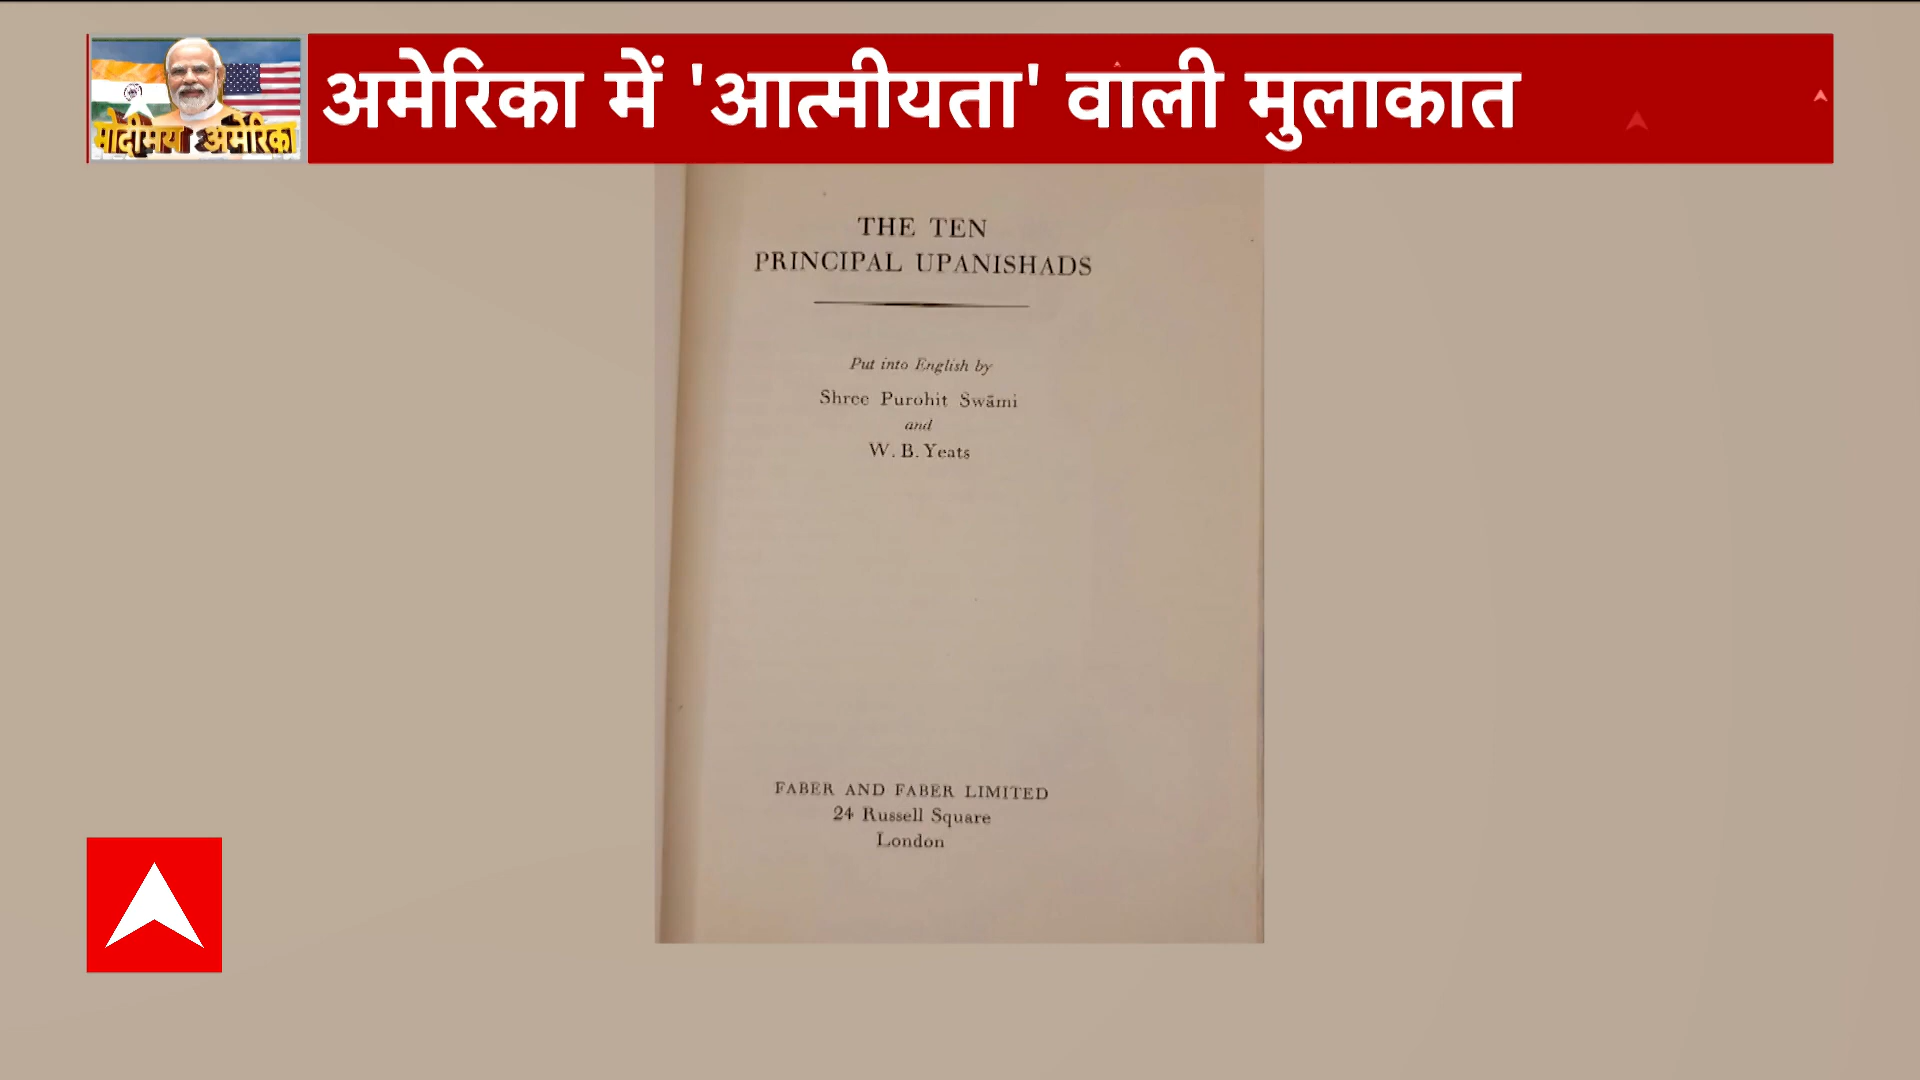 मोदीमय अमेरिका
अमेरिका में 'आत्मीयता' वाली मुलाकात
THE TEN
PRINCIPAL UPANISHADS
Put into English by
Shree Purohit Swāmi
and
W. B. Yeats
FABER AND FABER LIMITED
24 Russell Square
London